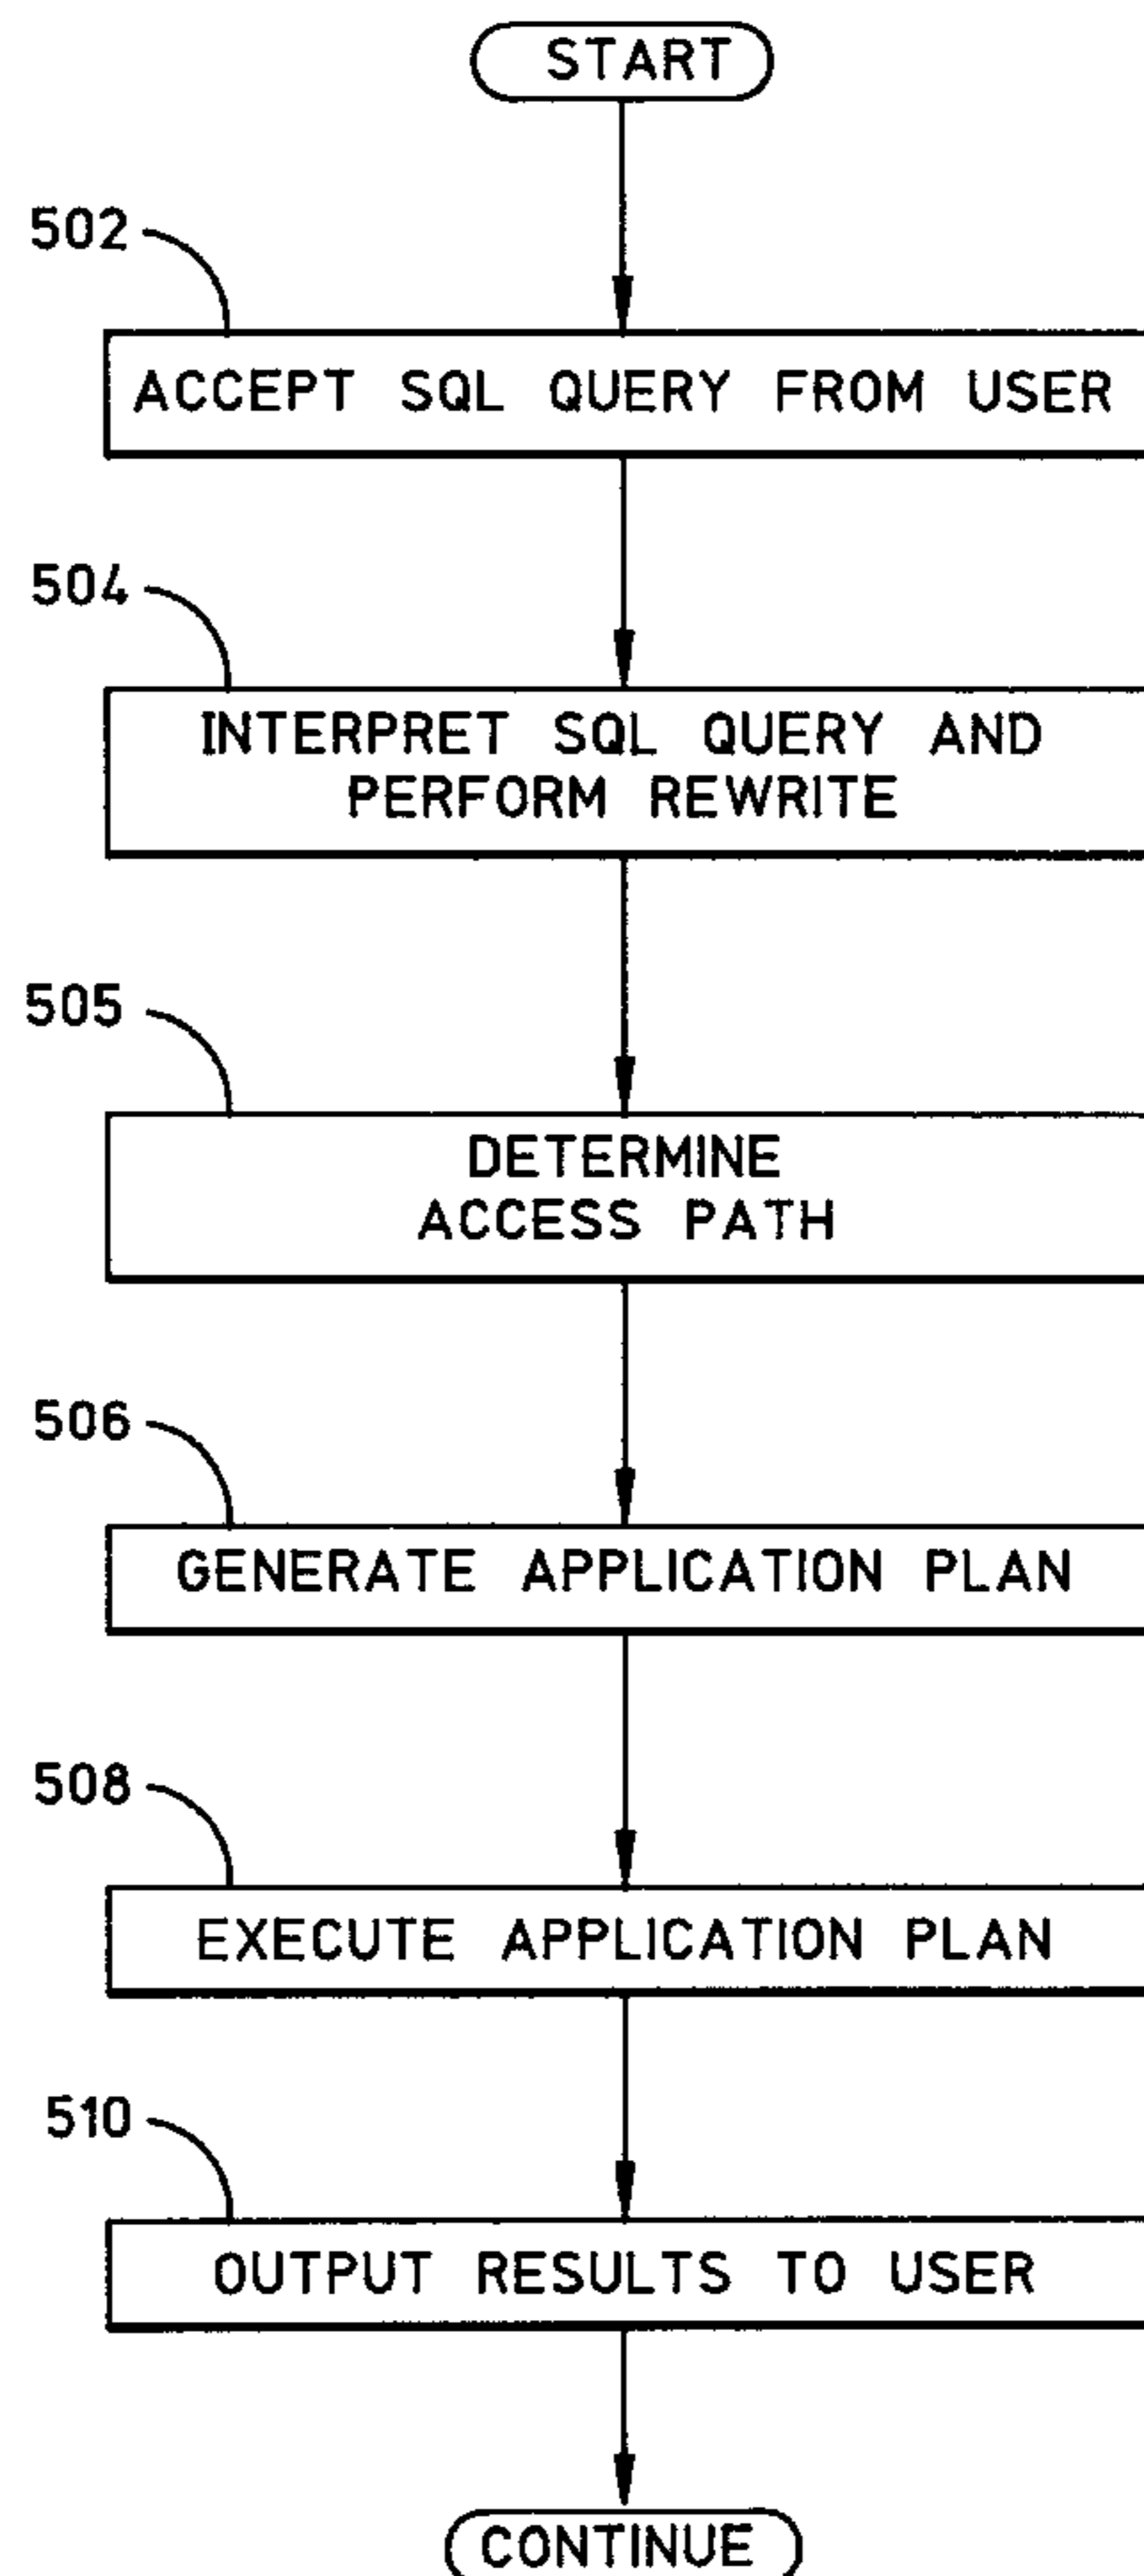 START
502
ACCEPT SQL QUERY FROM USER
504
INTERPRET SQL QUERY AND
PERFORM REWRITE
505
DETERMINE
ACCESS PATH
506
GENERATE APPLICATION PLAN
508
EXECUTE APPLICATION PLAN
510
OUTPUT RESULTS TO USER
CONTINUE